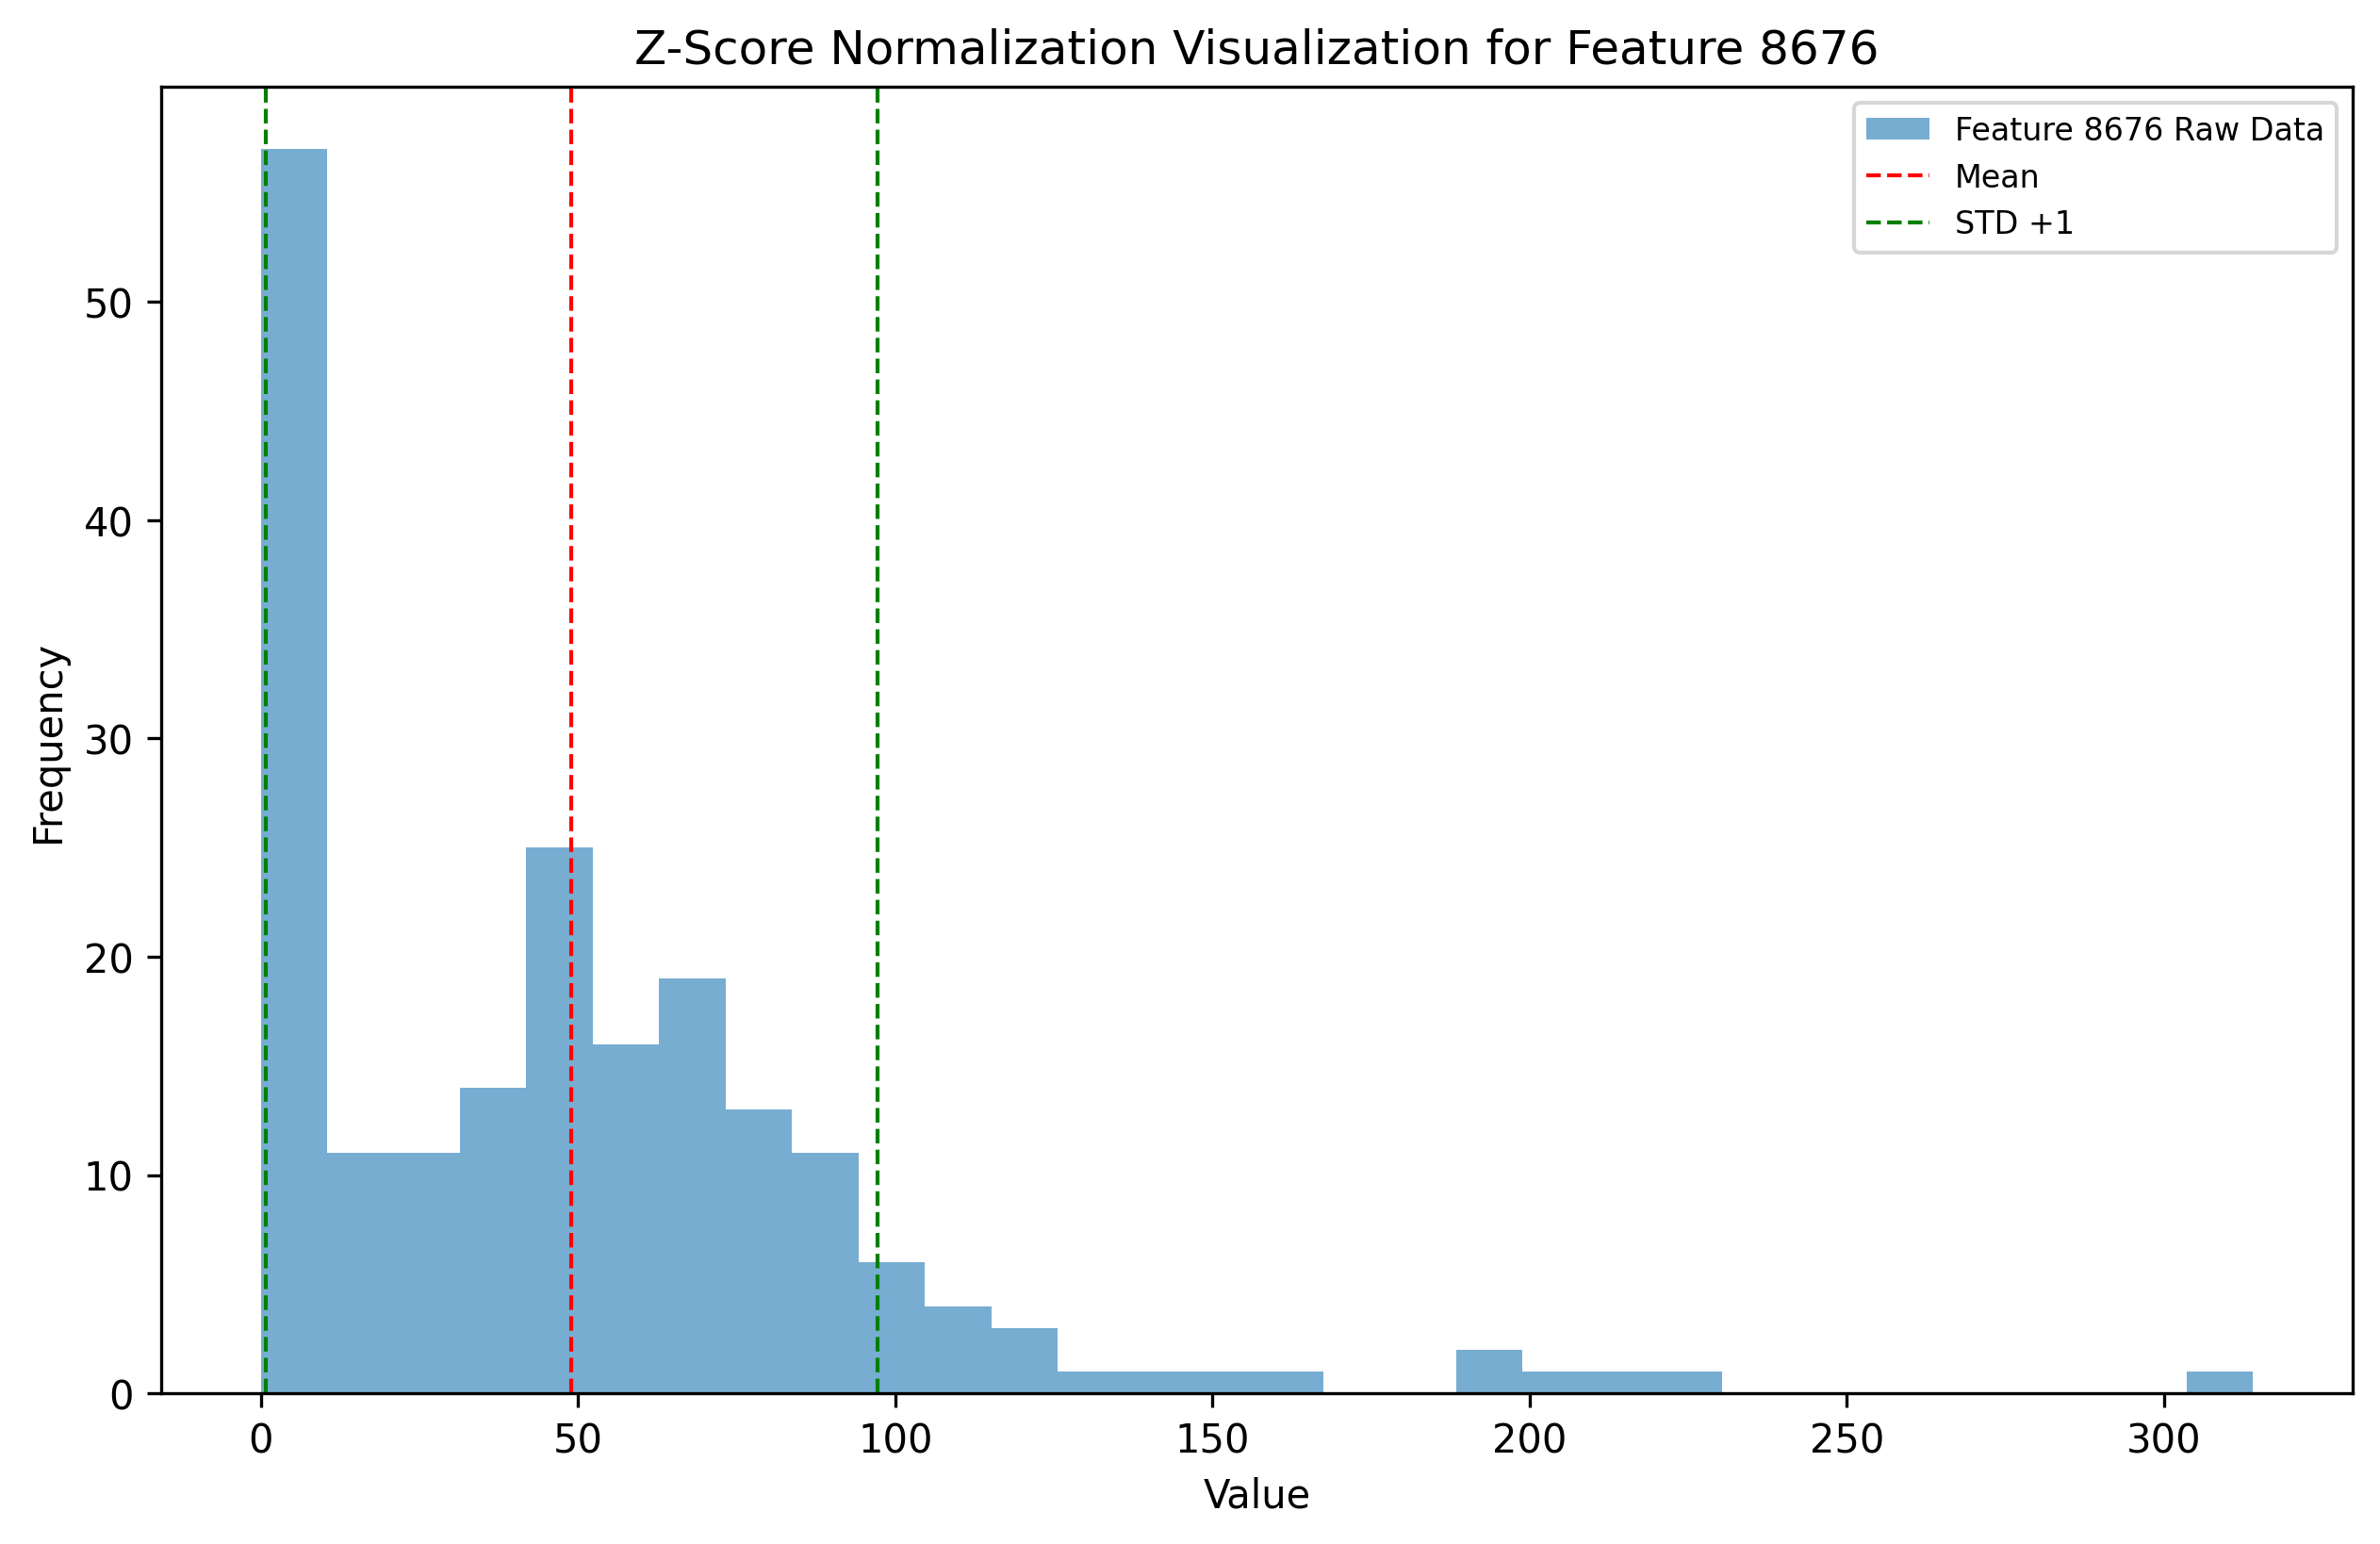 Z-Score Normalization Visualization for Feature 8676
Feature 8676 Raw Data
Mean
STD +1
Frequency
50
40
30
20
10
0
0 50 100 150 200 250 300
Value